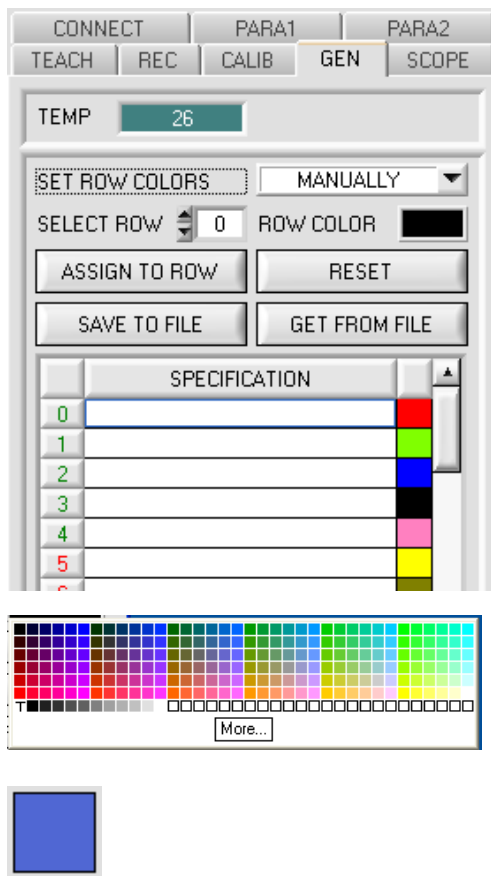 CONNECT PARA1 PARA2
TEACH REC CALIB GEN SCOPE
TEMP 26
SET ROW COLORS MANUALLY
SELECT ROW 0 ROW COLOR
ASSIGN TO ROW RESET
SAVE TO FILE GET FROM FILE
SPECIFICATION
0
1
2
3
4
5
T
More...